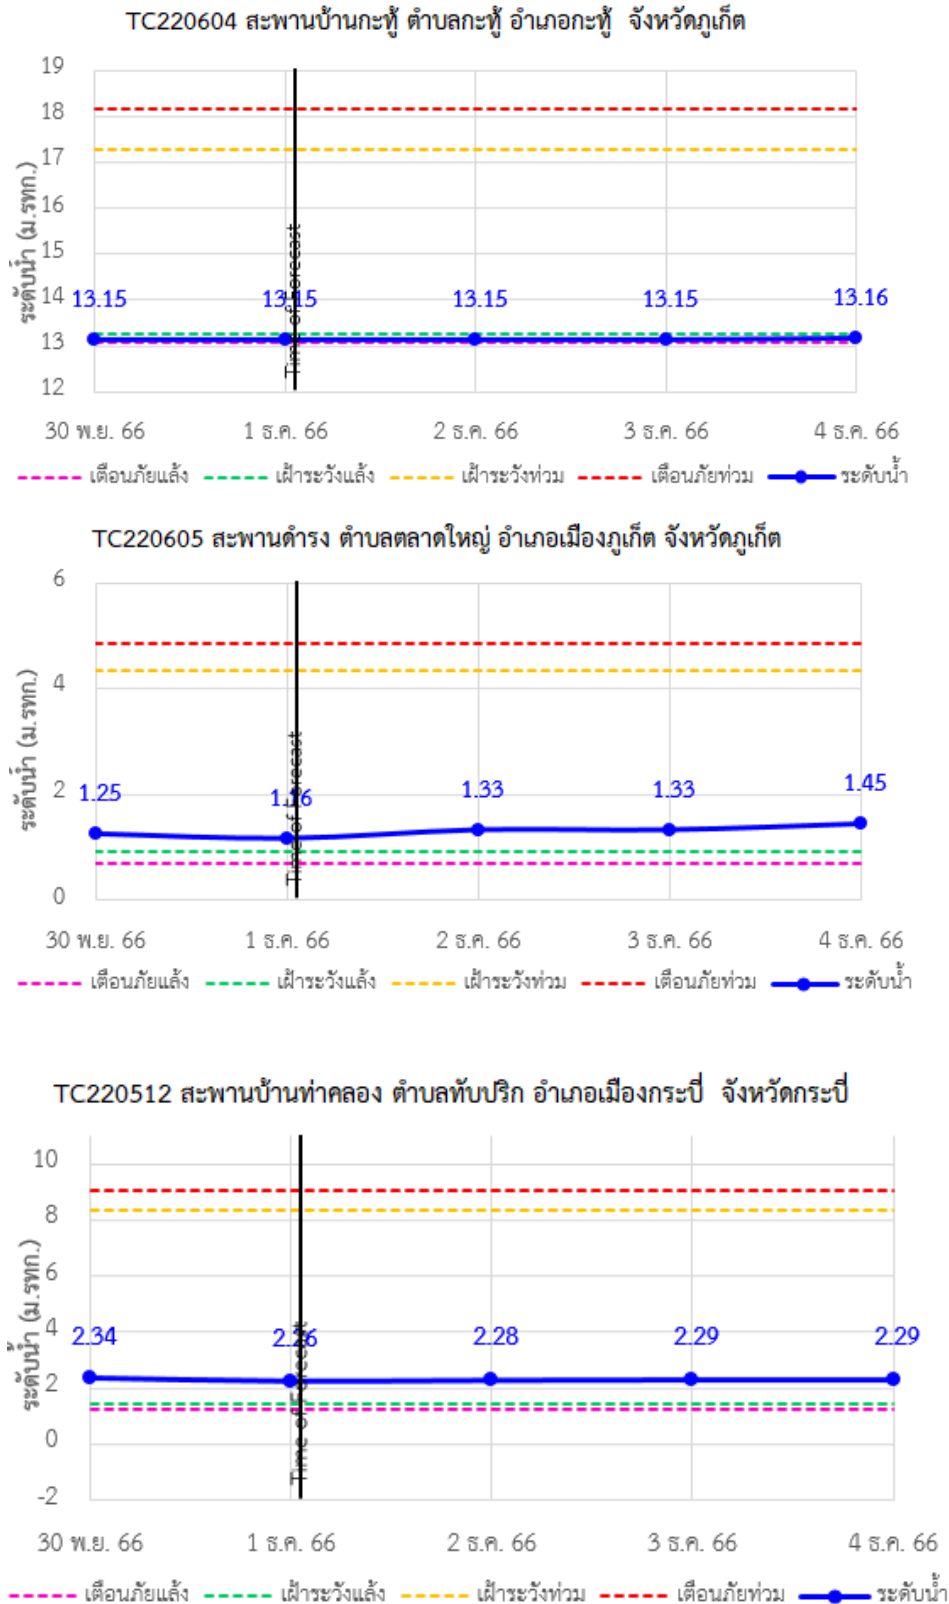 TC220604 สะพานบ้านกะทู้ ตำบลกะทู้ อำเภอกะทู้ จังหวัดภูเก็ต
ระดับน้ำ (ม.รทก.)
19
18
17
16
15
14
13
12
13.15 13.15 13.15 13.15 13.16
Time of Forecast
30 พ.ย. 66 1 ธ.ค. 66 2 ธ.ค. 66 3 ธ.ค. 66 4 ธ.ค. 66
เตือนภัยแล้ง เฝ้าระวังแล้ง เฝ้าระวังท่วม เตือนภัยท่วม ระดับน้ำ
TC220605 สะพานดำรง ตำบลตลาดใหญ่ อำเภอเมืองภูเก็ต จังหวัดภูเก็ต
ระดับน้ำ (ม.รทก.)
6
4
2
0
1.25 1.16 1.33 1.33 1.45
Time of Forecast
30 พ.ย. 66 1 ธ.ค. 66 2 ธ.ค. 66 3 ธ.ค. 66 4 ธ.ค. 66
เตือนภัยแล้ง เฝ้าระวังแล้ง เฝ้าระวังท่วม เตือนภัยท่วม ระดับน้ำ
TC220512 สะพานบ้านท่าคลอง ตำบลทับปริก อำเภอเมืองกระบี่ จังหวัดกระบี่
ระดับน้ำ (ม.รทก.)
10
8
6
4
2
0
-2
2.34 2.26 2.28 2.29 2.29
Time of Forecast
30 พ.ย. 66 1 ธ.ค. 66 2 ธ.ค. 66 3 ธ.ค. 66 4 ธ.ค. 66
เตือนภัยแล้ง เฝ้าระวังแล้ง เฝ้าระวังท่วม เตือนภัยท่วม ระดับน้ำ